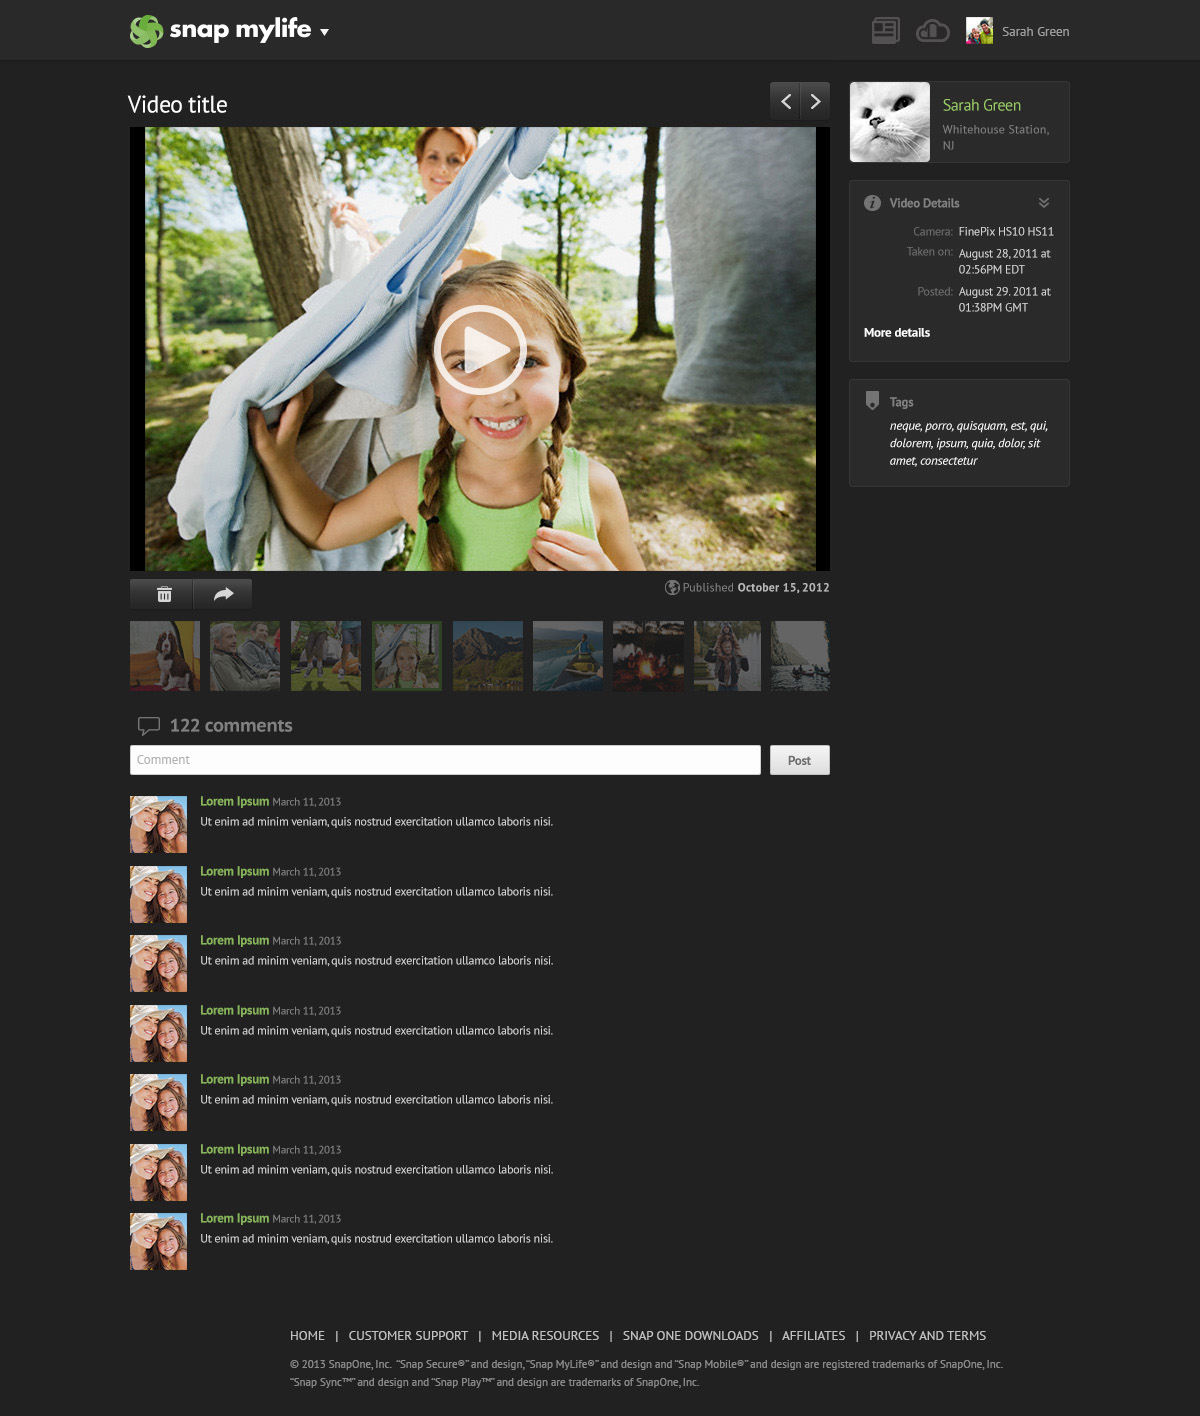 snap mylife
Sarah Green
Video title
Sarah Green
Whitehouse Station,
NJ
Video Details
Camera: FinePix HS10 HS11
Taken on: August 28, 2011 at
02:56PM EDT
Posted: August 29. 2011 at
01:38PM GMT
More details
Tags
neque, porro, quisquam, est, qui,
dolorem, ipsum, quia, dolor, sit
amet, consectetur
Published October 15, 2012
122 comments
Comment
Post
Lorem Ipsum March 11, 2013
Ut enim ad minim veniam, quis nostrud exercitation ullamco laboris nisi.
Lorem Ipsum March 11, 2013
Ut enim ad minim veniam, quis nostrud exercitation ullamco laboris nisi.
Lorem Ipsum March 11, 2013
Ut enim ad minim veniam, quis nostrud exercitation ullamco laboris nisi.
Lorem Ipsum March 11, 2013
Ut enim ad minim veniam, quis nostrud exercitation ullamco laboris nisi.
Lorem Ipsum March 11, 2013
Ut enim ad minim veniam, quis nostrud exercitation ullamco laboris nisi.
Lorem Ipsum March 11, 2013
Ut enim ad minim veniam, quis nostrud exercitation ullamco laboris nisi.
Lorem Ipsum March 11, 2013
Ut enim ad minim veniam, quis nostrud exercitation ullamco laboris nisi.
HOME | CUSTOMER SUPPORT | MEDIA RESOURCES | SNAP ONE DOWNLOADS | AFFILIATES | PRIVACY AND TERMS
© 2013 SnapOne, Inc. "Snap Secure®" and design, "Snap MyLife®" and design and "Snap Mobile®" and design are registered trademarks of SnapOne, Inc.
"Snap Sync™" and design and "Snap Play™" and design are trademarks of SnapOne, Inc.